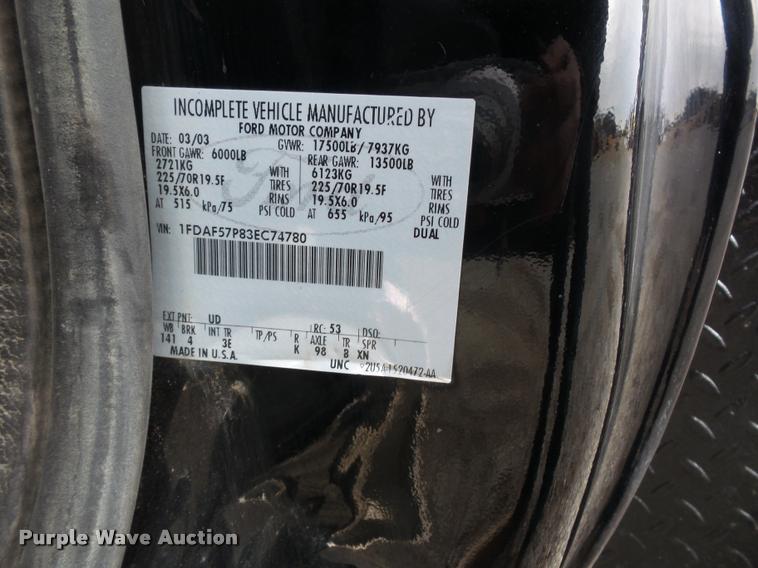 INCOMPLETE VEHICLE MANUFACTURED BY
FORD MOTOR COMPANY
DATE: 03/03 GVWR: 17500LB/ 7937KG
FRONT GAWR: 6000LB REAR GAWR: 13500LB
2721KG WITH 6123KG WITH
225/70R19.5F TIRES 225/70R19.5F TIRES
19.5X6.0 RIMS 19.5X6.0 RIMS
AT 515 kPa/75 PSI COLD AT 655 kPa/95 PSI COLD
DUAL
VIN: 1FDAF57P83EC74780
Ford
EXT PNT: UD RC: 53 DSO:
WB BRK INT TR TP/PS R AXLE TR SPR
141 4 3E K 98 B XN
MADE IN U.S.A. UNC
Purple Wave Auction